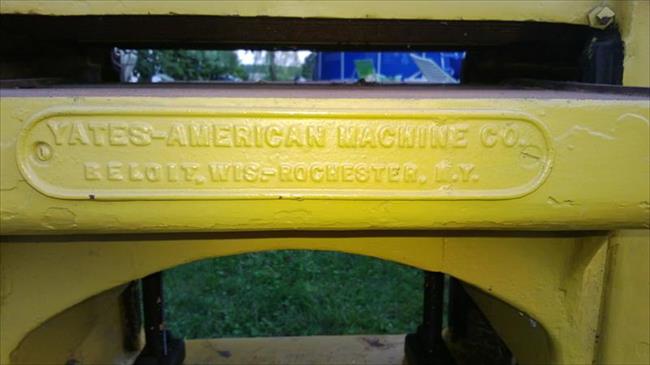 YATES-AMERICAN MACHINE CO.
BELOIT, WIS.-ROCHESTER, N.Y.